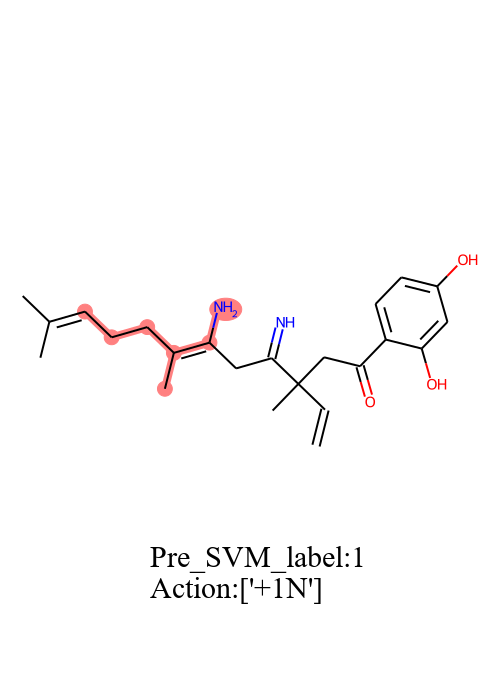 OH
NH2
NH
OH
O
Pre_SVM_label:1
Action:['+1N']